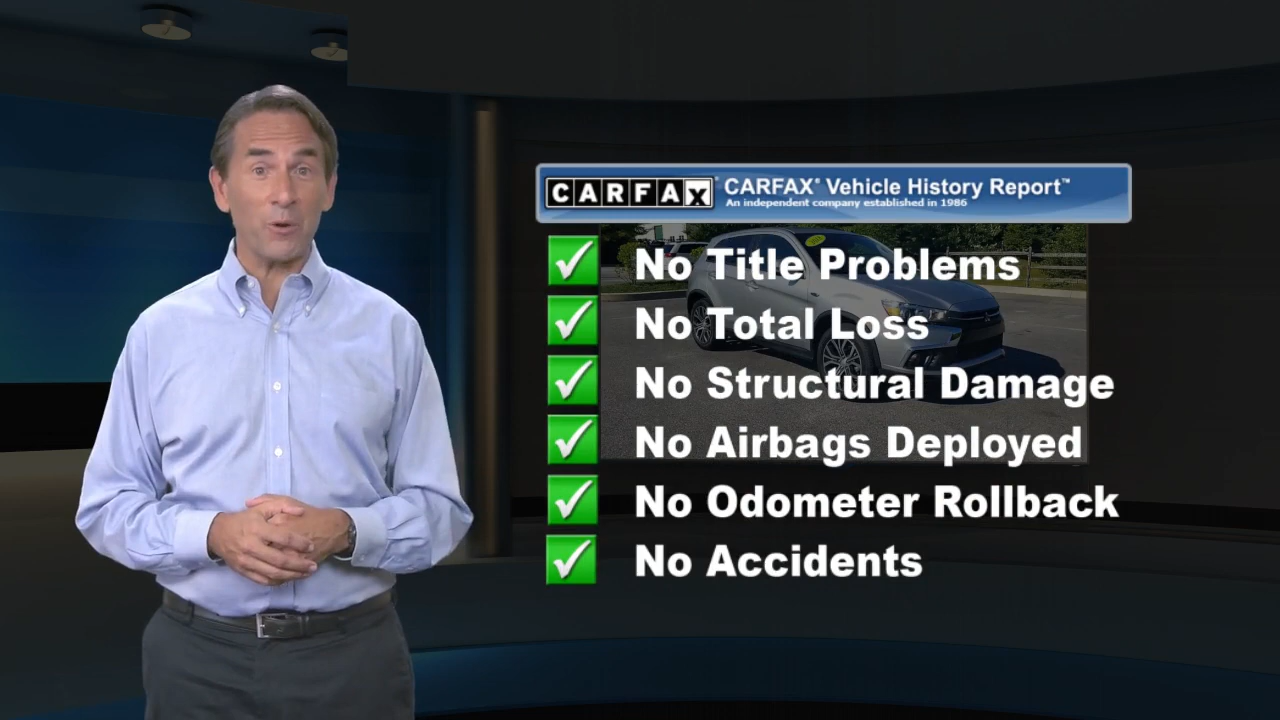 CARFAX® CARFAX® Vehicle History Report™
An independent company established in 1986
No Title Problems
No Total Loss
No Structural Damage
No Airbags Deployed
No Odometer Rollback
No Accidents